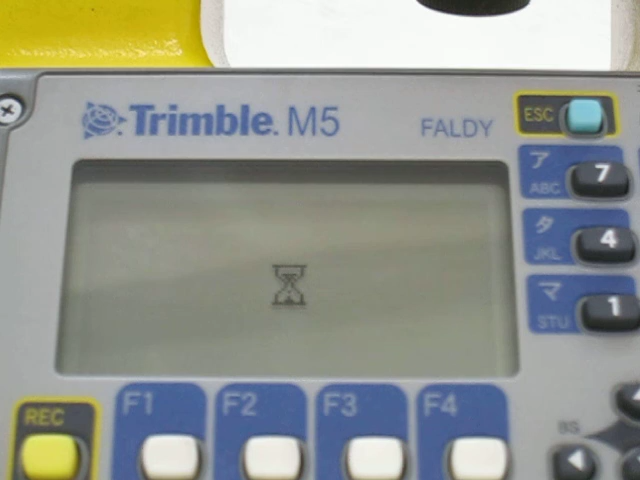 Trimble. M5
FALDY
ESC
ア
ABC
7
タ
JKL
4
マ
STU
1
REC
F1
F2
F3
F4
BS